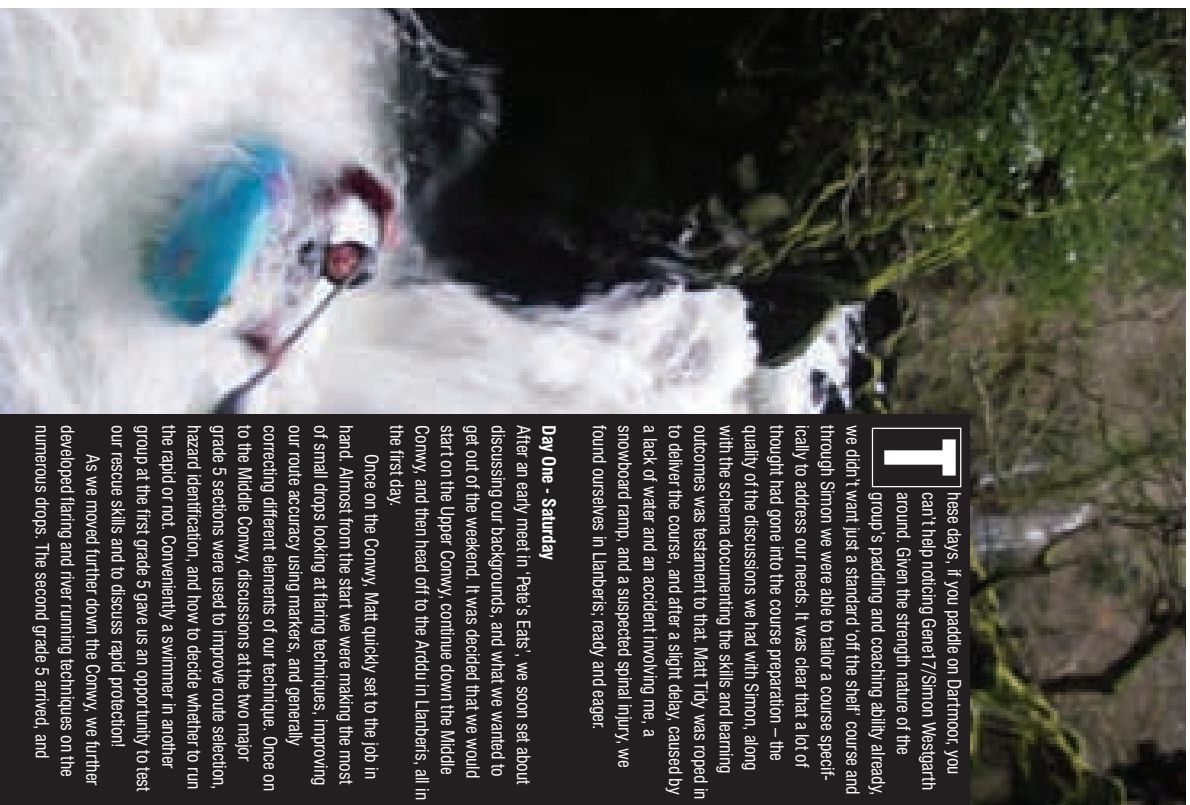 These days, if you paddle on Dartmoor, you
can't help noticing Gene17/Simon Westgarth
around. Given the strength nature of the
group's paddling and coaching ability already,
we didn't want just a standard 'off the shelf' course and
through Simon we were able to tailor a course specif-
ically to address our needs. It was clear that a lot of
thought had gone into the course preparation – the
quality of the discussions we had with Simon, along
with the schema documenting the skills and learning
outcomes was testament to that. Matt Tidy was roped in
to deliver the course, and after a slight delay, caused by
a lack of water and an accident involving me, a
snowboard ramp, and a suspected spinal injury, we
found ourselves in Llanberis; ready and eager.
Day One - Saturday
After an early meet in 'Pete's Eats', we soon set about
discussing our backgrounds, and what we wanted to
get out of the weekend. It was decided that we would
start on the Upper Conwy, continue down the Middle
Conwy, and then head off to the Arddu in Llanberis, all in
the first day.
Once on the Conwy, Matt quickly set to the job in
hand. Almost from the start we were making the most
of small drops looking at flaring techniques, improving
our route accuracy using markers, and generally
correcting different elements of our technique. Once on
to the Middle Conwy, discussions at the two major
grade 5 sections were used to improve route selection,
hazard identification, and how to decide whether to run
the rapid or not. Conveniently a swimmer in another
group at the first grade 5 gave us an opportunity to test
our rescue skills and to discuss rapid protection!
As we moved further down the Conwy, we further
developed flaring and river running techniques on the
numerous drops. The second grade 5 arrived, and